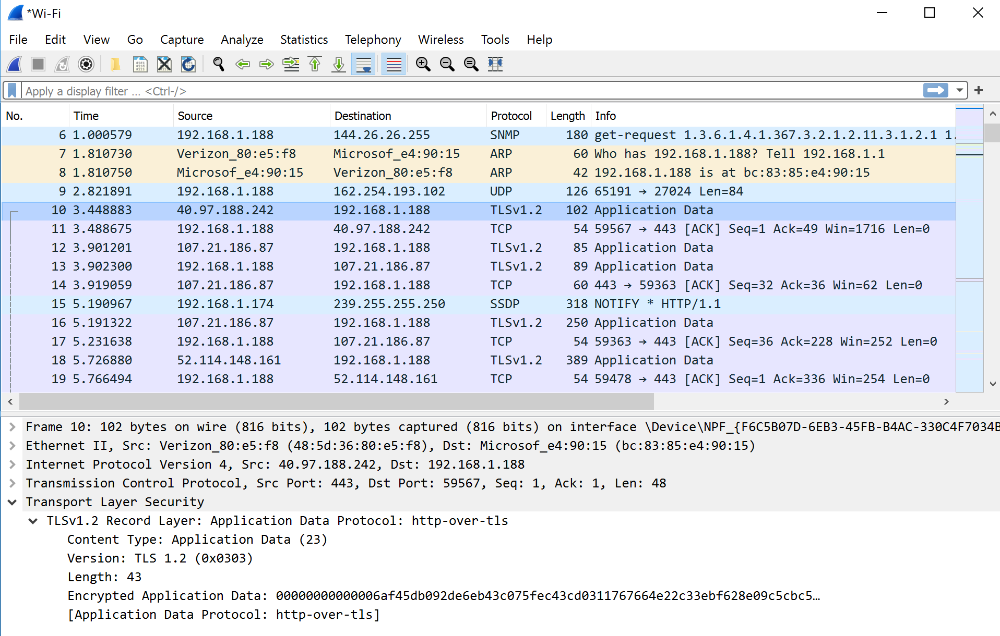 *Wi-Fi
File Edit View Go Capture Analyze Statistics Telephony Wireless Tools Help
Apply a display filter ... <Ctrl-/>
No. Time Source Destination Protocol Length Info
6 1.000579 192.168.1.188 144.26.26.255 SNMP 180 get-request 1.3.6.1.4.1.367.3.2.1.2.11.3.1.2.1 1.
7 1.810730 Verizon_80:e5:f8 Microsof_e4:90:15 ARP 60 Who has 192.168.1.188? Tell 192.168.1.1
8 1.810750 Microsof_e4:90:15 Verizon_80:e5:f8 ARP 42 192.168.1.188 is at bc:83:85:e4:90:15
9 2.821891 192.168.1.188 162.254.193.102 UDP 126 65191 → 27024 Len=84
10 3.448883 40.97.188.242 192.168.1.188 TLSv1.2 102 Application Data
11 3.488675 192.168.1.188 40.97.188.242 TCP 54 59567 → 443 [ACK] Seq=1 Ack=49 Win=1716 Len=0
12 3.901201 107.21.186.87 192.168.1.188 TLSv1.2 85 Application Data
13 3.902300 192.168.1.188 107.21.186.87 TLSv1.2 89 Application Data
14 3.919059 107.21.186.87 192.168.1.188 TCP 60 443 → 59363 [ACK] Seq=32 Ack=36 Win=62 Len=0
15 5.190967 192.168.1.174 239.255.255.250 SSDP 318 NOTIFY * HTTP/1.1
16 5.191322 107.21.186.87 192.168.1.188 TLSv1.2 250 Application Data
17 5.231638 192.168.1.188 107.21.186.87 TCP 54 59363 → 443 [ACK] Seq=36 Ack=228 Win=252 Len=0
18 5.726880 52.114.148.161 192.168.1.188 TLSv1.2 389 Application Data
19 5.766494 192.168.1.188 52.114.148.161 TCP 54 59478 → 443 [ACK] Seq=1 Ack=336 Win=254 Len=0
Frame 10: 102 bytes on wire (816 bits), 102 bytes captured (816 bits) on interface \Device\NPF_{F6C5B07D-6EB3-45FB-B4AC-330C4F7034B
Ethernet II, Src: Verizon_80:e5:f8 (48:5d:36:80:e5:f8), Dst: Microsof_e4:90:15 (bc:83:85:e4:90:15)
Internet Protocol Version 4, Src: 40.97.188.242, Dst: 192.168.1.188
Transmission Control Protocol, Src Port: 443, Dst Port: 59567, Seq: 1, Ack: 1, Len: 48
Transport Layer Security
TLSv1.2 Record Layer: Application Data Protocol: http-over-tls
Content Type: Application Data (23)
Version: TLS 1.2 (0x0303)
Length: 43
Encrypted Application Data: 00000000000006af45db092de6eb43c075fec43cd0311767664e22c33ebf628e09c5cbc5…
[Application Data Protocol: http-over-tls]